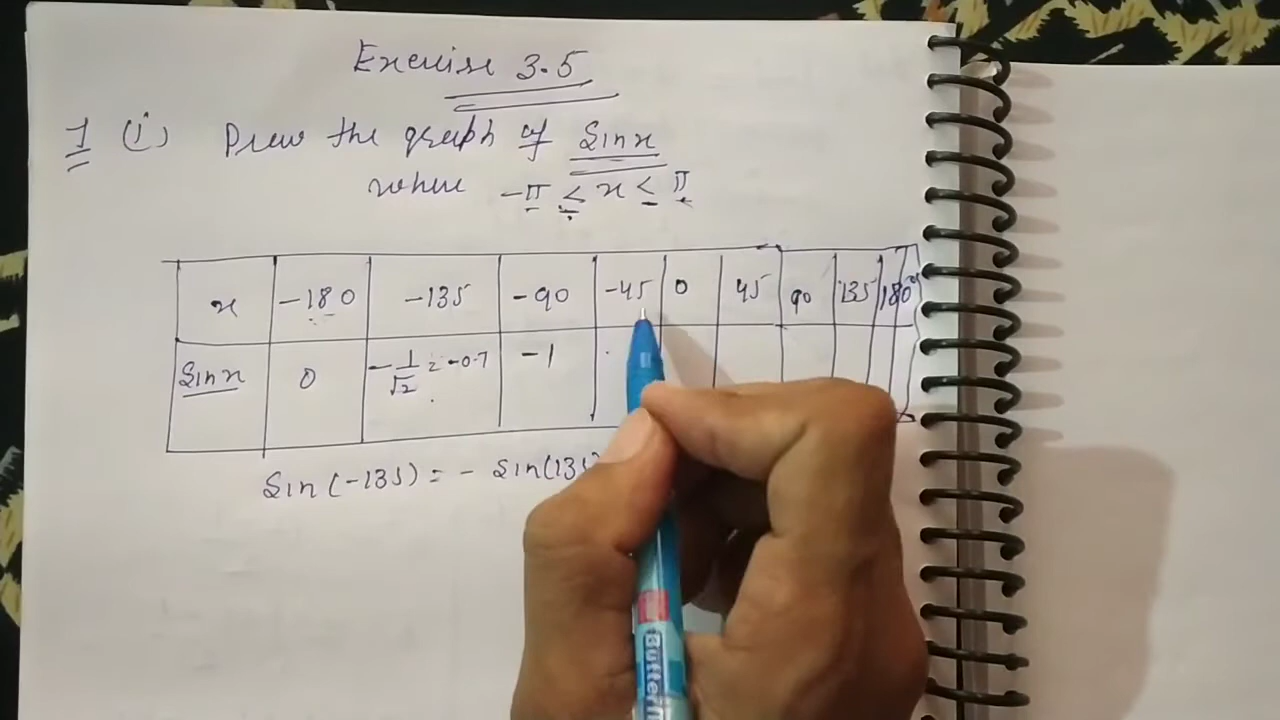 Exercise 3.5
1 (i) Draw the graph of Sinx
where -π ≤ x ≤ π
x -180 -135 -90 -45 0 45 90 135 180
Sinx 0 -1/√2 = -0.7 -1
Sin(-135) = - Sin(135
Butterfl